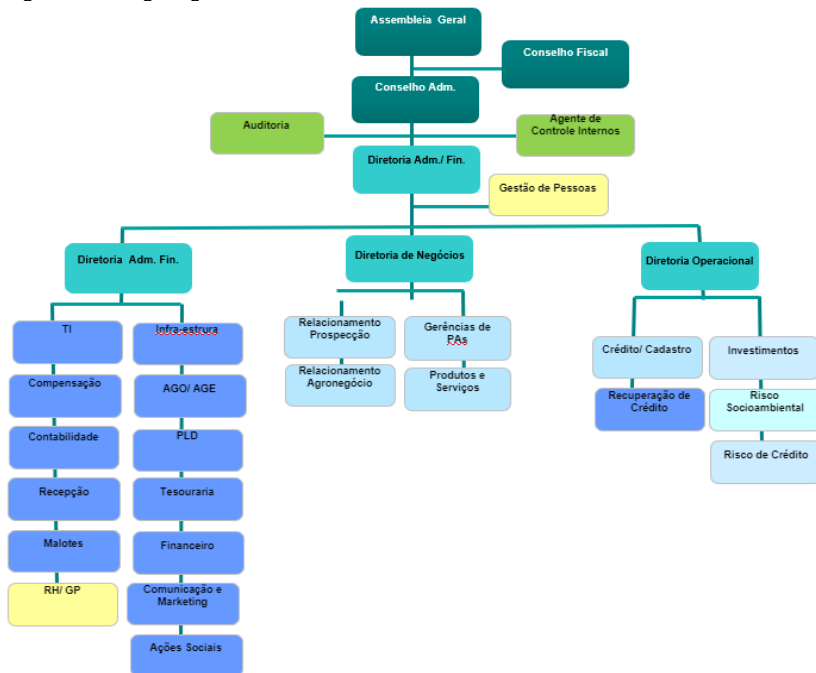 Assembleia Geral
Conselho Fiscal
Conselho Adm.
Auditoria
Agente de
Controle Internos
Diretoria Adm./ Fin.
Gestão de Pessoas
Diretoria Adm. Fin.
Diretoria de Negócios
Diretoria Operacional
TI
Compensação
Contabilidade
Recepção
Malotes
RH/ GP
Infra-estrura
AGO/ AGE
PLD
Tesouraria
Financeiro
Comunicação e
Marketing
Ações Sociais
Relacionamento
Prospecção
Relacionamento
Agronegócio
Gerências de
PAs
Produtos e
Serviços
Crédito/ Cadastro
Recuperação de
Crédito
Investimentos
Risco
Socioambiental
Risco de Crédito